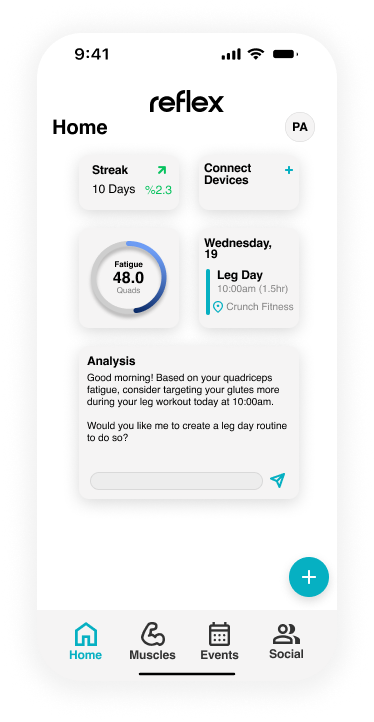 9:41
reflex
Home
PA
Streak
10 Days %2.3
Connect
Devices
+
Fatigue
48.0
Quads
Wednesday,
19
Leg Day
10:00am (1.5hr)
Crunch Fitness
Analysis
Good morning! Based on your quadriceps
fatigue, consider targeting your glutes more
during your leg workout today at 10:00am.
Would you like me to create a leg day routine
to do so?
+
Home Muscles Events Social